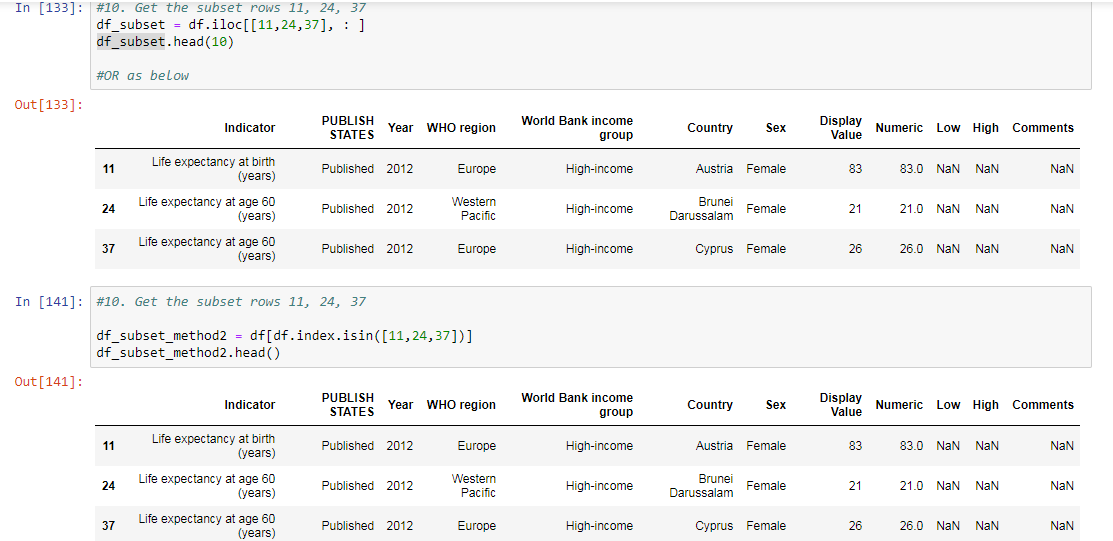 In [133]: #10. Get the subset rows 11, 24, 37
df_subset = df.iloc[[11,24,37], : ]
df_subset.head(10)
#OR as below
Out[133]:
Indicator PUBLISH STATES Year WHO region World Bank income group Country Sex Display Value Numeric Low High Comments
11 Life expectancy at birth (years) Published 2012 Europe High-income Austria Female 83 83.0 NaN NaN NaN
24 Life expectancy at age 60 (years) Published 2012 Western Pacific High-income Brunei Darussalam Female 21 21.0 NaN NaN NaN
37 Life expectancy at age 60 (years) Published 2012 Europe High-income Cyprus Female 26 26.0 NaN NaN NaN
In [141]: #10. Get the subset rows 11, 24, 37
df_subset_method2 = df[df.index.isin([11,24,37])]
df_subset_method2.head()
Out[141]:
Indicator PUBLISH STATES Year WHO region World Bank income group Country Sex Display Value Numeric Low High Comments
11 Life expectancy at birth (years) Published 2012 Europe High-income Austria Female 83 83.0 NaN NaN NaN
24 Life expectancy at age 60 (years) Published 2012 Western Pacific High-income Brunei Darussalam Female 21 21.0 NaN NaN NaN
37 Life expectancy at age 60 (years) Published 2012 Europe High-income Cyprus Female 26 26.0 NaN NaN NaN